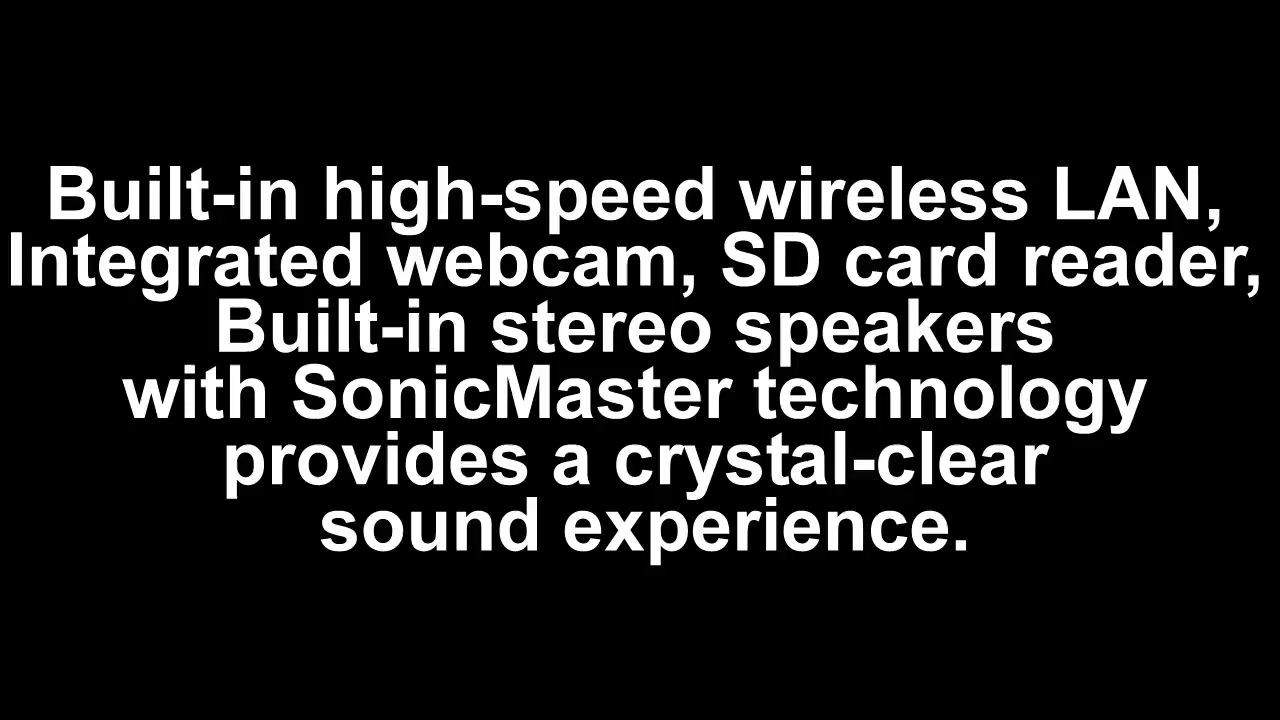 Built-in high-speed wireless LAN,
Integrated webcam, SD card reader,
Built-in stereo speakers
with SonicMaster technology
provides a crystal-clear
sound experience.